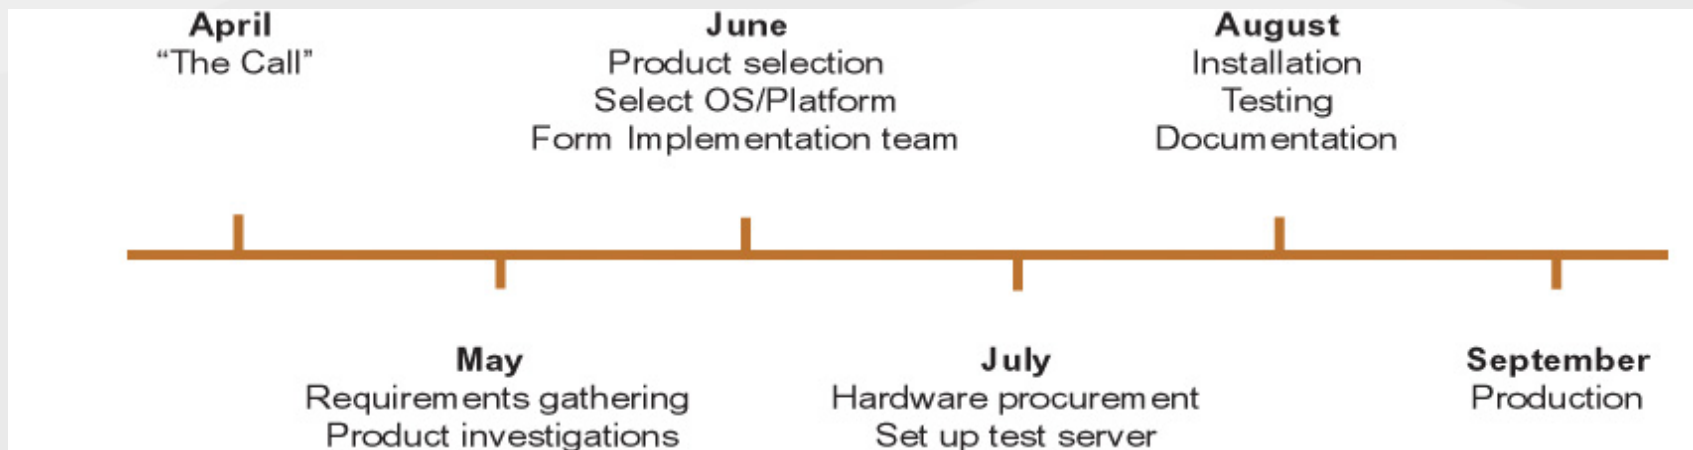 April
“The Call”
June
Product selection
Select OS/Platform
Form Implementation team
August
Installation
Testing
Documentation
May
Requirements gathering
Product investigations
July
Hardware procurement
Set up test server
September
Production